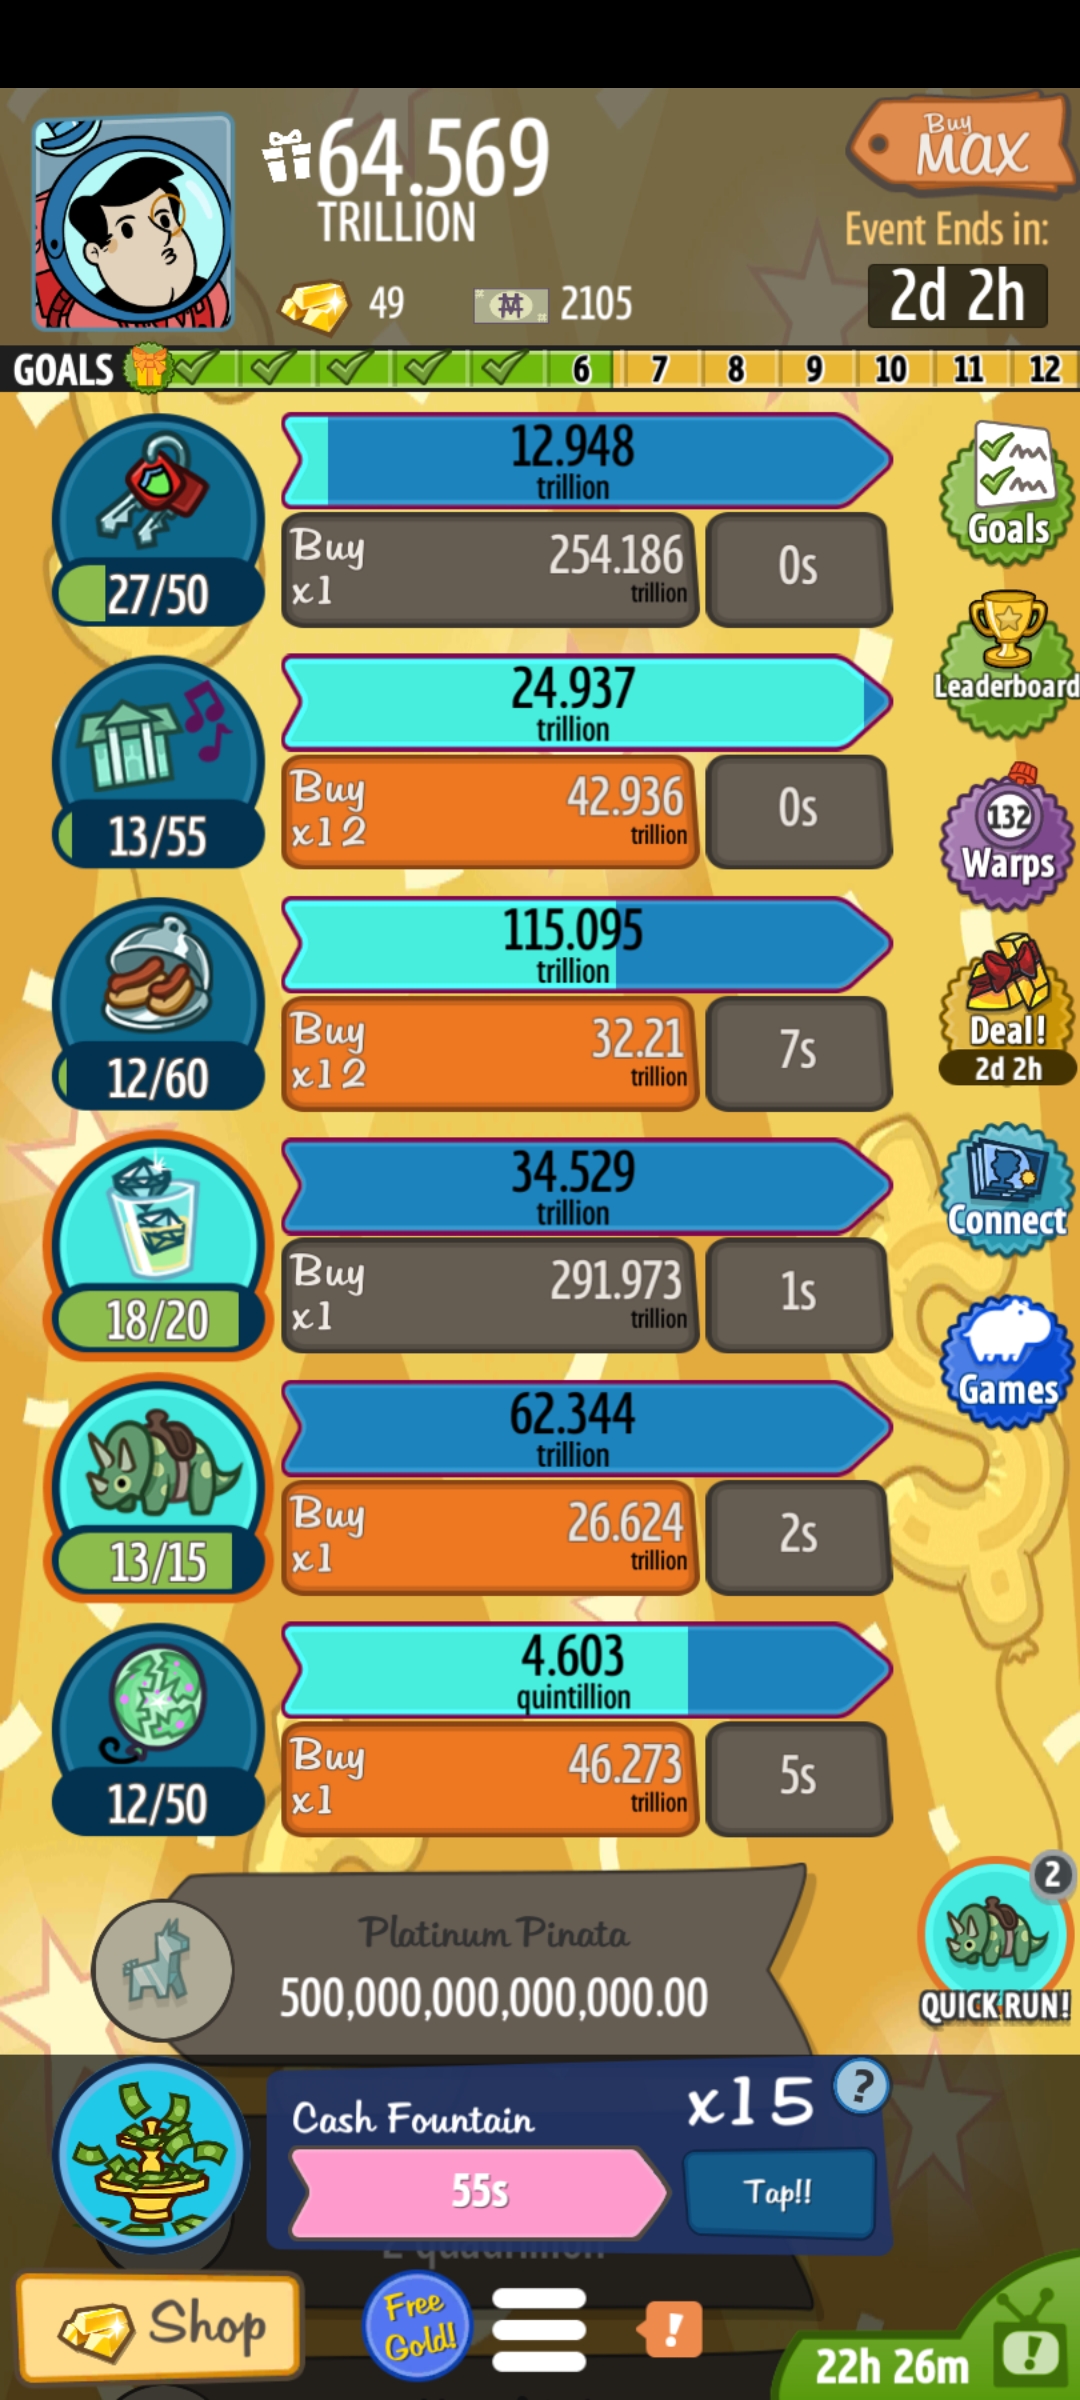 64.569
TRILLION
Buy
MAX
Event Ends in:
2d 2h
49
2105
GOALS
6 7 8 9 10 11 12
12.948
trillion
Buy
x1
254.186
trillion
0s
27/50
Goals
24.937
trillion
Buy
x12
42.936
trillion
0s
13/55
Leaderboard
115.095
trillion
Buy
x12
32.21
trillion
7s
12/60
132
Warps
Deal!
2d 2h
34.529
trillion
Buy
x1
291.973
trillion
1s
18/20
Connect
62.344
trillion
Buy
x1
26.624
trillion
2s
13/15
Games
4.603
quintillion
Buy
x1
46.273
trillion
5s
12/50
Platinum Pinata
500,000,000,000,000.00
2
QUICK RUN!
Cash Fountain
x15
?
55s
Tap!!
2 quadrillion
Shop
Free
Gold!
!
22h 26m
!